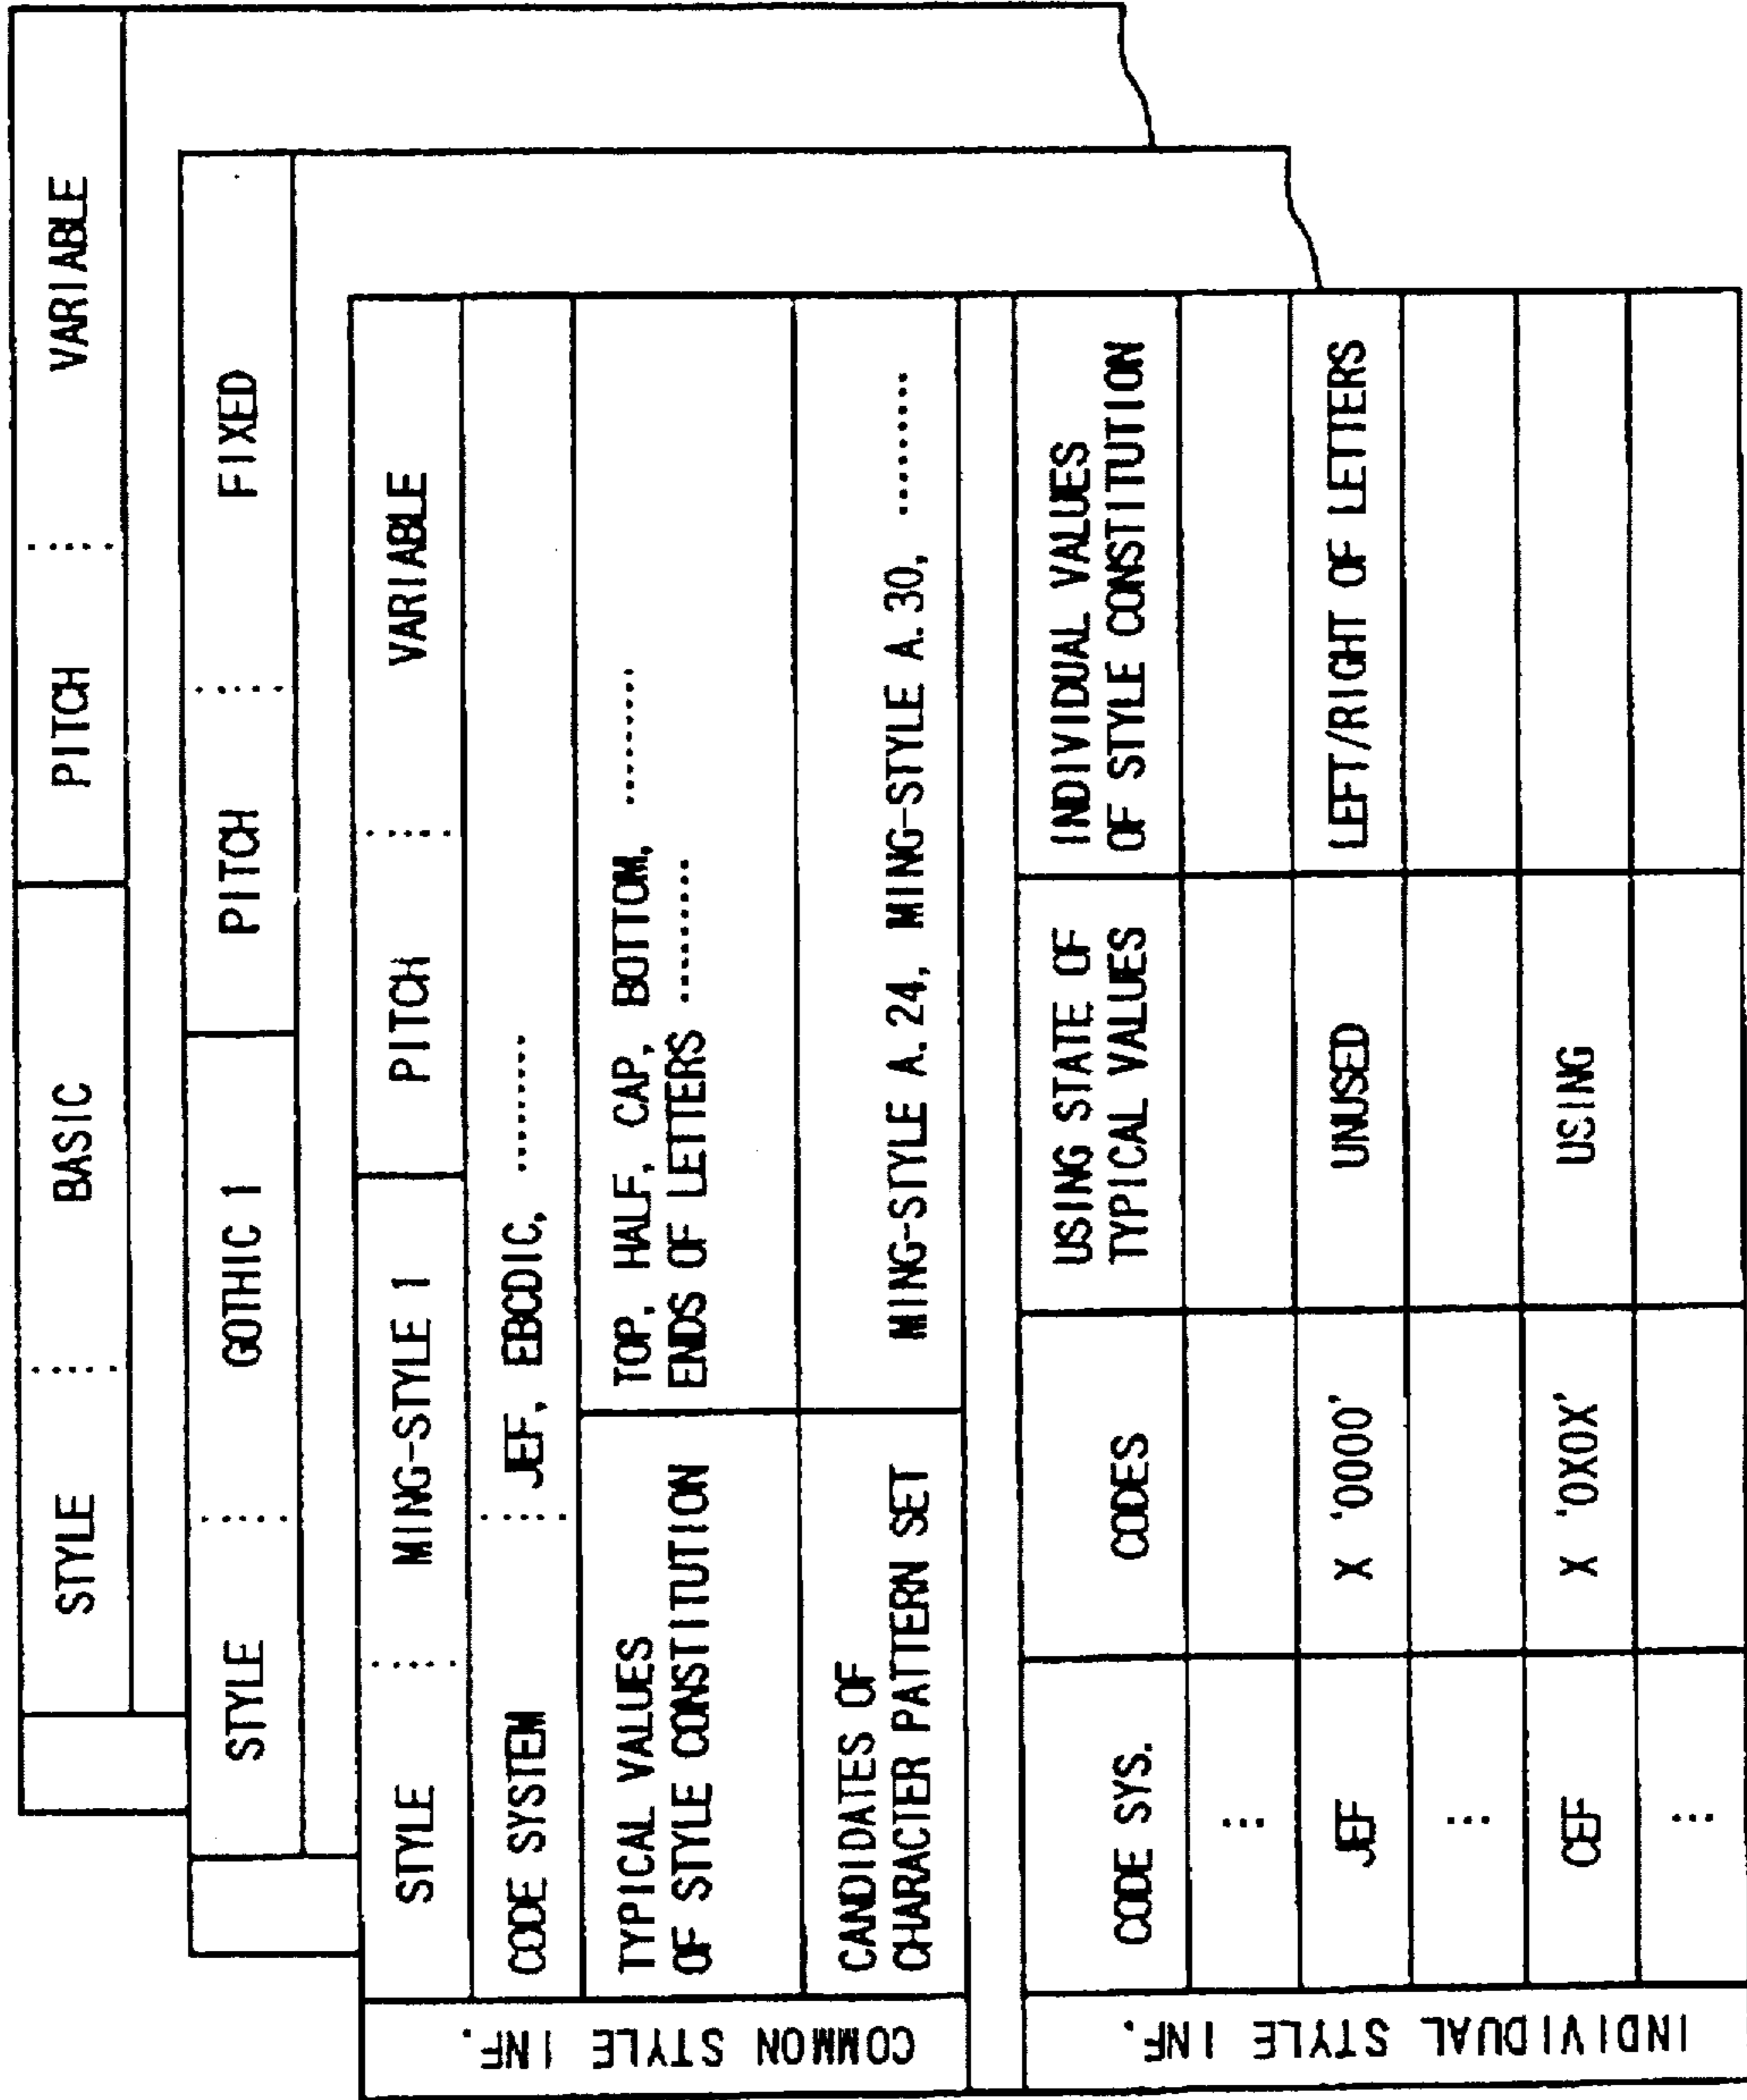 STYLE BASIC PITCH VARIABLE
STYLE GOTHIC 1 PITCH FIXED
COMMON STYLE INF.
STYLE MING-STYLE 1 PITCH VARIABLE
CODE SYSTEM JEF, EBCDIC, ………
TYPICAL VALUES
OF STYLE CONSTITUTION
TOP, HALF, CAP, BOTTOM, ………
ENDS OF LETTERS ………
CANDIDATES OF
CHARACTER PATTERN SET
MING-STYLE A.24, MING-STYLE A.30, ………
INDIVIDUAL STYLE INF.
CODE SYS.
CODES
USING STATE OF
TYPICAL VALUES
INDIVIDUAL VALUES
OF STYLE CONSTITUTION
...
JEF X ‘0000’ UNUSED LEFT/RIGHT OF LETTERS
...
CEF X ‘0X0X’ USING
...